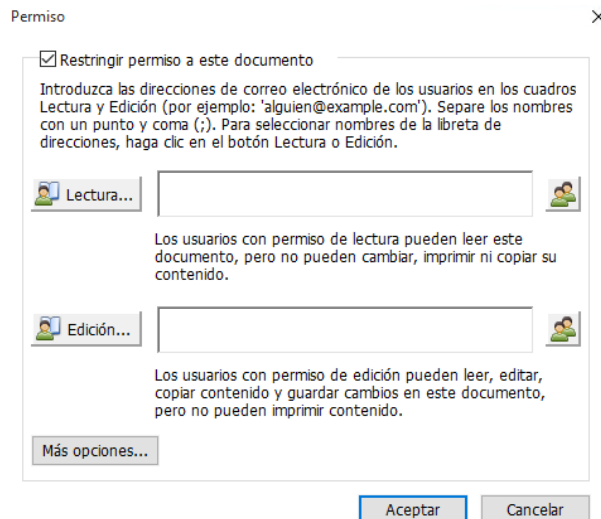 Permiso
Restringir permiso a este documento
Introduzca las direcciones de correo electrónico de los usuarios en los cuadros
Lectura y Edición (por ejemplo: 'alguien@example.com'). Separe los nombres
con un punto y coma (;). Para seleccionar nombres de la libreta de
direcciones, haga clic en el botón Lectura o Edición.
Lectura...
Los usuarios con permiso de lectura pueden leer este
documento, pero no pueden cambiar, imprimir ni copiar su
contenido.
Edición...
Los usuarios con permiso de edición pueden leer, editar,
copiar contenido y guardar cambios en este documento,
pero no pueden imprimir contenido.
Más opciones...
Aceptar Cancelar